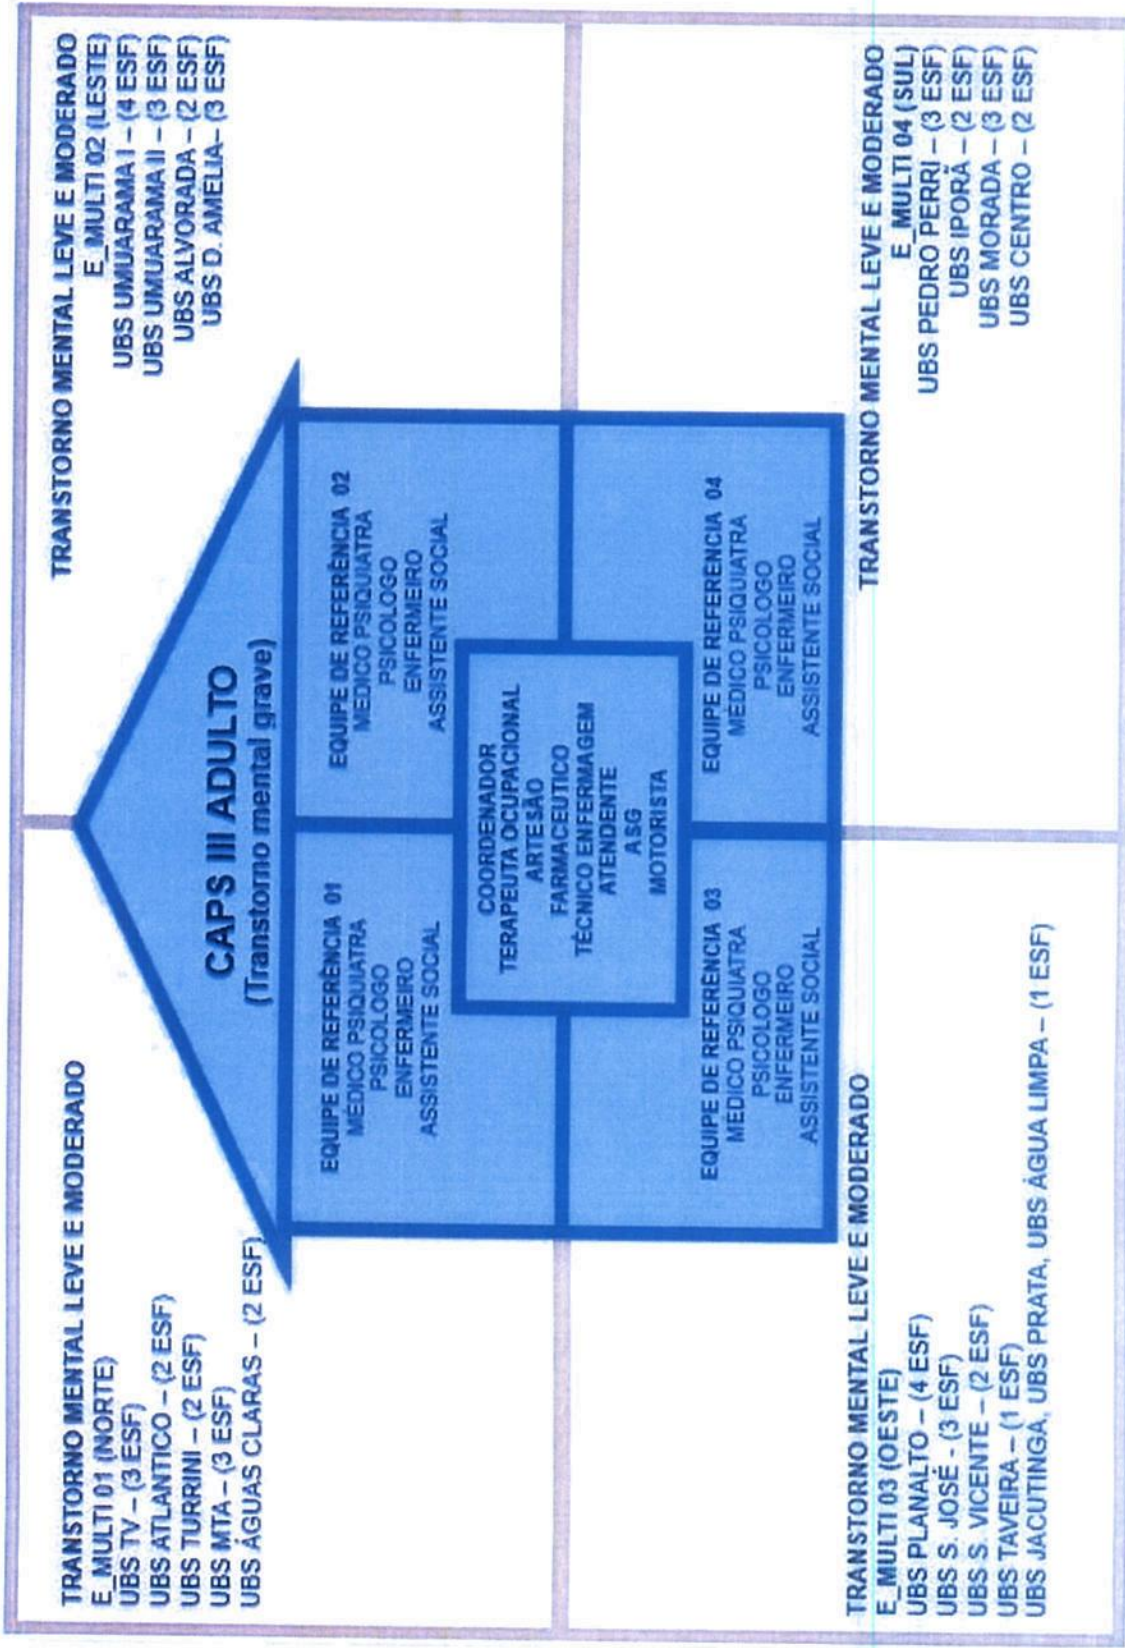 TRANSTORNO MENTAL LEVE E MODERADO
E_MULTI 01 (NORTE)
UBS TV – (3 ESF)
UBS ATLANTICO – (2 ESF)
UBS TURRINI – (2 ESF)
UBS MTA – (3 ESF)
UBS ÁGUAS CLARAS – (2 ESF)
TRANSTORNO MENTAL LEVE E MODERADO
E_MULTI 02 (LESTE)
UBS UMUARAMA I – (4 ESF)
UBS UMUARAMA II – (3 ESF)
UBS ALVORADA – (2 ESF)
UBS D. AMELIA – (3 ESF)
CAPS III ADULTO
(Transtorno mental grave)
EQUIPE DE REFERÊNCIA 01
MÉDICO PSIQUIATRA
PSICOLOGO
ENFERMEIRO
ASSISTENTE SOCIAL
EQUIPE DE REFERÊNCIA 02
MÉDICO PSIQUIATRA
PSICOLOGO
ENFERMEIRO
ASSISTENTE SOCIAL
COORDENADOR
TERAPEUTA OCUPACIONAL
ARTESÃO
FARMACEUTICO
TÉCNICO ENFERMAGEM
ATENDENTE
ASG
MOTORISTA
EQUIPE DE REFERÊNCIA 03
MÉDICO PSIQUIATRA
PSICOLOGO
ENFERMEIRO
ASSISTENTE SOCIAL
EQUIPE DE REFERENCIA 04
MÉDICO PSIQUIATRA
PSICOLOGO
ENFERMEIRO
ASSISTENTE SOCIAL
TRANSTORNO MENTAL LEVE E MODERADO
E_MULTI 03 (OESTE)
UBS PLANALTO – (4 ESF)
UBS S. JOSÉ - (3 ESF)
UBS S. VICENTE – (2 ESF)
UBS TAVEIRA – (1 ESF)
UBS JACUTINGA, UBS PRATA, UBS ÁGUA LIMPA – (1 ESF)
TRANSTORNO MENTAL LEVE E MODERADO
E_MULTI 04 (SUL)
UBS PEDRO PERRI – (3 ESF)
UBS IPORÃ – (2 ESF)
UBS MORADA – (3 ESF)
UBS CENTRO – (2 ESF)